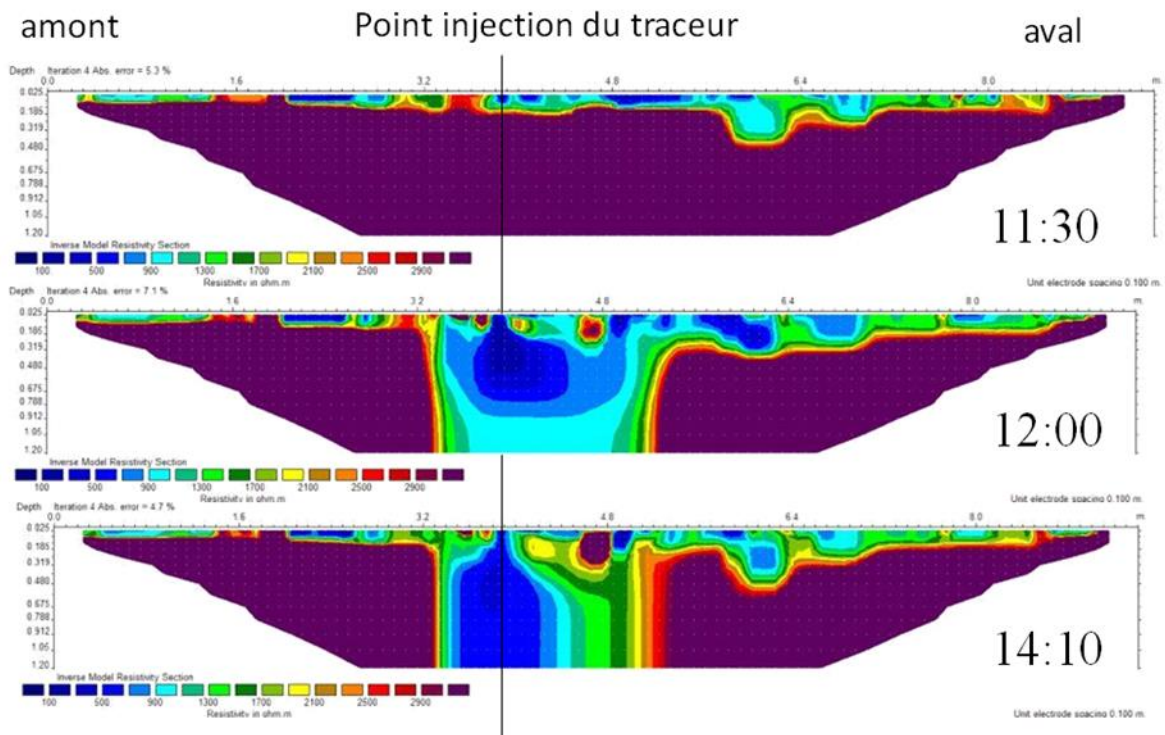 amont Point injection du traceur aval
Depth Iteration 4 Abs. error = 5.3 %
0.0 1.6 3.2 4.8 6.4 8.0 m.
0.025
0.185
0.319
0.480
0.675
0.788
0.912
1.05
1.20
11:30
Inverse Model Resistivity Section
100 500 900 1300 1700 2100 2500 2900
Resistivity in ohm.m
Unit electrode spacing 0.100 m.
Depth Iteration 4 Abs. error = 7.1 %
0.0 1.6 3.2 4.8 6.4 8.0 m.
0.025
0.185
0.319
0.480
0.675
0.788
0.912
1.05
1.20
12:00
Inverse Model Resistivity Section
100 500 900 1300 1700 2100 2500 2900
Resistivity in ohm.m
Unit electrode spacing 0.100 m.
Depth Iteration 4 Abs. error = 4.7 %
0.0 1.6 3.2 4.8 6.4 8.0 m.
0.025
0.185
0.319
0.480
0.675
0.788
0.912
1.05
1.20
14:10
Inverse Model Resistivity Section
100 500 900 1300 1700 2100 2500 2900
Resistivity in ohm.m
Unit electrode spacing 0.100 m.